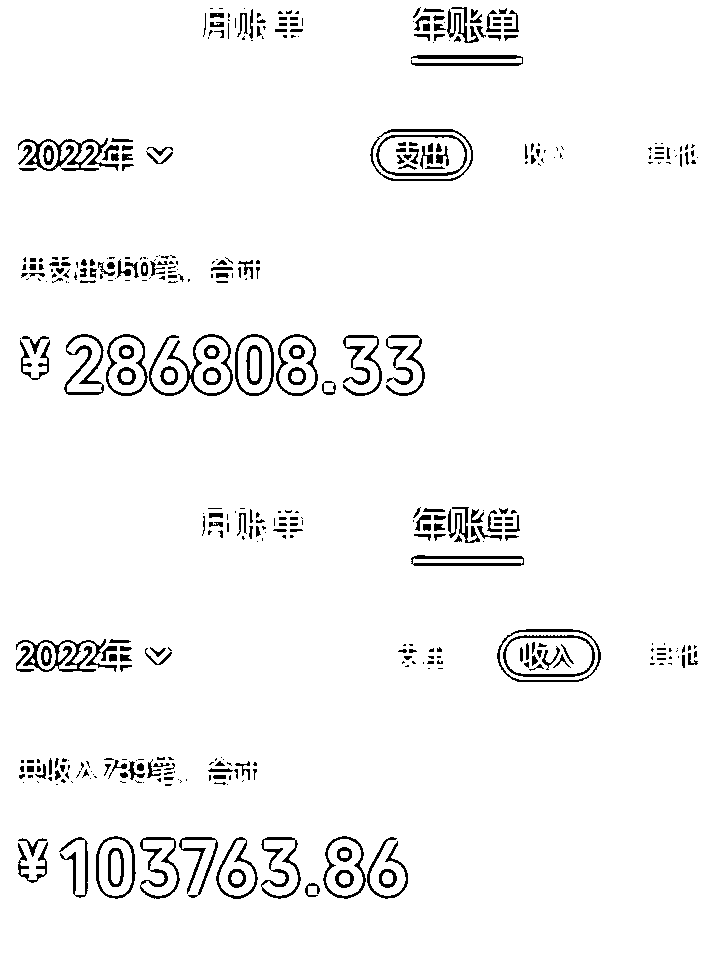 月账单 年账单
2022年 支出 收入 其他
共支出950笔，合计
¥286808.33
月账单 年账单
2022年 支出 收入 其他
共收入789笔，合计
¥103763.86